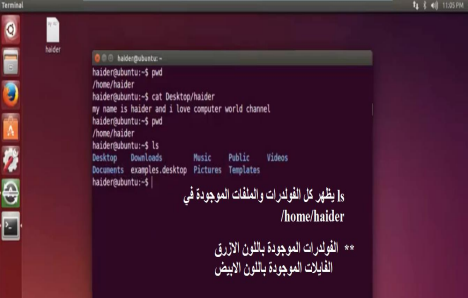 Terminal
11:05 PM
haider
haider@ubuntu: ~
haider@ubuntu:~$ pwd
/home/haider
haider@ubuntu:~$ cat Desktop/haider
my name is haider and i love computer world channel
haider@ubuntu:~$ pwd
/home/haider
haider@ubuntu:~$ ls
Desktop Downloads Music Public Videos
Documents examples.desktop Pictures Templates
haider@ubuntu:~$
ls يظهر كل الفولدرات والملفات الموجودة في
/home/haider
** الفولدرات الموجودة باللون الازرق
الفايلات الموجودة باللون الابيض